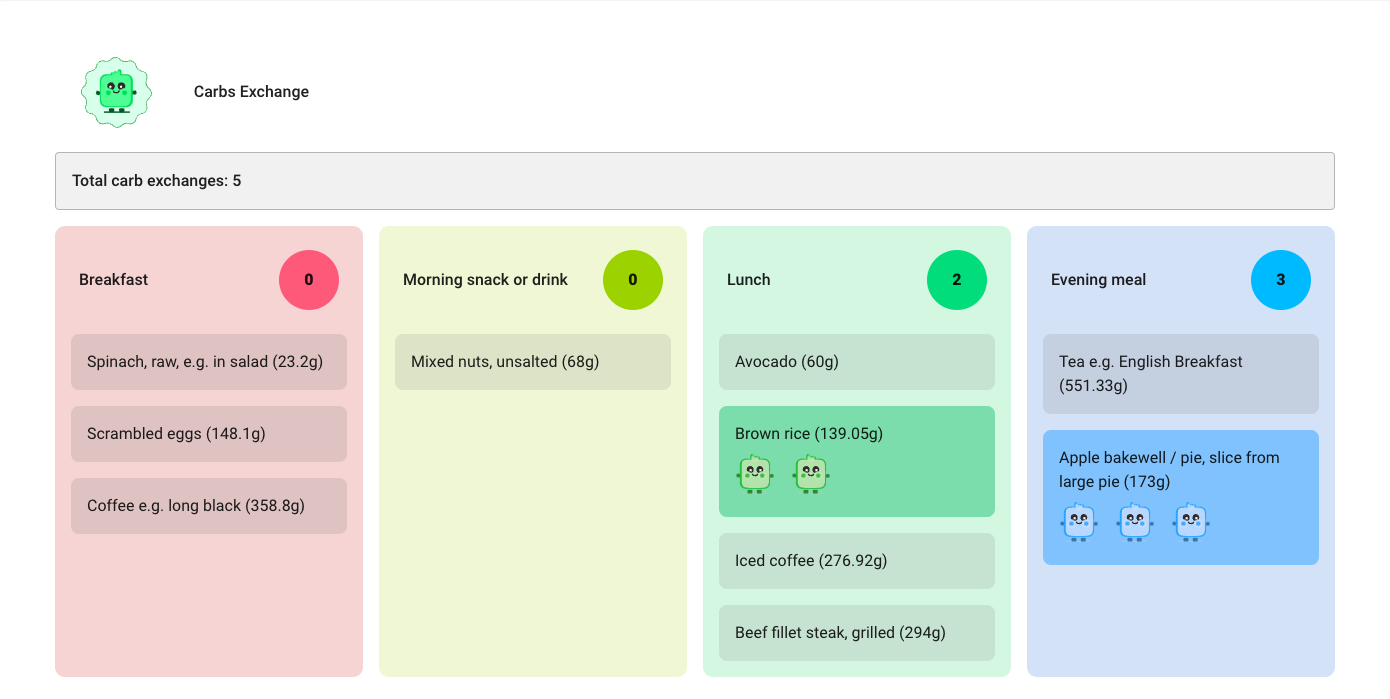 Carbs Exchange
Total carb exchanges: 5
Breakfast
0
Spinach, raw, e.g. in salad (23.2g)
Scrambled eggs (148.1g)
Coffee e.g. long black (358.8g)
Morning snack or drink
0
Mixed nuts, unsalted (68g)
Lunch
2
Avocado (60g)
Brown rice (139.05g)
Iced coffee (276.92g)
Beef fillet steak, grilled (294g)
Evening meal
3
Tea e.g. English Breakfast
(551.33g)
Apple bakewell / pie, slice from
large pie (173g)